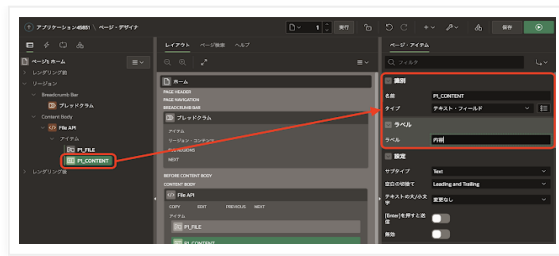 アプリケーション45851 \ ページ・デザイナ
1
実行
保存
ページ1: ホーム
レンダリング前
リージョン
Breadcrumb Bar
ブレッドクラム
Content Body
File API
アイテム
P1_FILE
P1_CONTENT
レンダリング後
レイアウト
ページ検索
ヘルプ
ホーム
PAGE HEADER
PAGE NAVIGATION
BREADCRUMB BAR
ブレッドクラム
アイテム
リージョン・コンテンツ
NEXT
BEFORE CONTENT BODY
CONTENT BODY
File API
COPY
EDIT
PREVIOUS
NEXT
アイテム
P1_FILE
P1_CONTENT
ページ・アイテム
フィルタ
識別
名前
P1_CONTENT
タイプ
テキスト・フィールド
ラベル
ラベル
内容
設定
サブタイプ
Text
空白の切捨て
Leading and Trailing
テキストの大/小文字
変更なし
[Enter]を押すと送信
無効